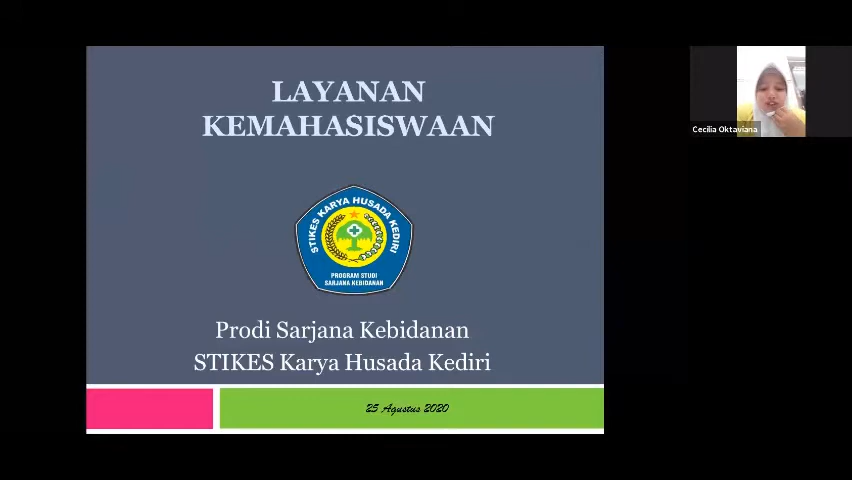 LAYANAN
KEMAHASISWAAN
STIKES KARYA HUSADA KEDIRI
PROGRAM STUDI
SARJANA KEBIDANAN
Prodi Sarjana Kebidanan
STIKES Karya Husada Kediri
25 Agustus 2020
Cecilia Oktaviana